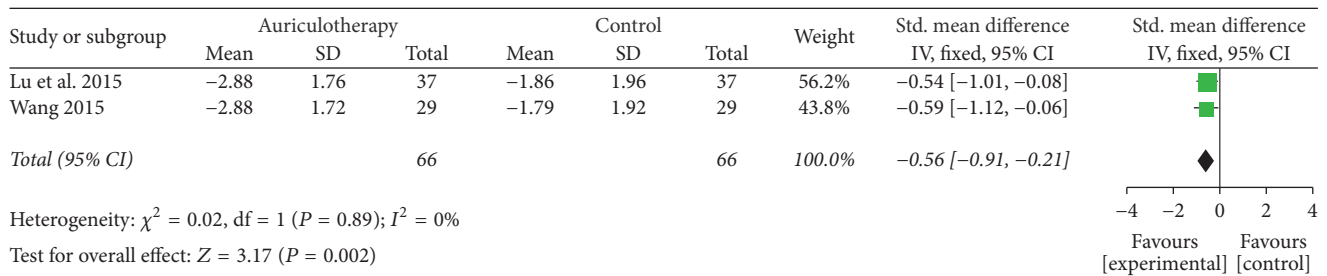 Study or subgroup Auriculotherapy Control Weight Std. mean difference Std. mean difference
Mean SD Total Mean SD Total IV, fixed, 95% CI IV, fixed, 95% CI
Lu et al. 2015 −2.88 1.76 37 −1.86 1.96 37 56.2% −0.54 [−1.01, −0.08]
Wang 2015 −2.88 1.72 29 −1.79 1.92 29 43.8% −0.59 [−1.12, −0.06]
Total (95% CI) 66 66 100.0% −0.56 [−0.91, −0.21]
Heterogeneity: χ² = 0.02, df = 1 (P = 0.89); I² = 0%
Test for overall effect: Z = 3.17 (P = 0.002)
−4 −2 0 2 4
Favours Favours
[experimental] [control]